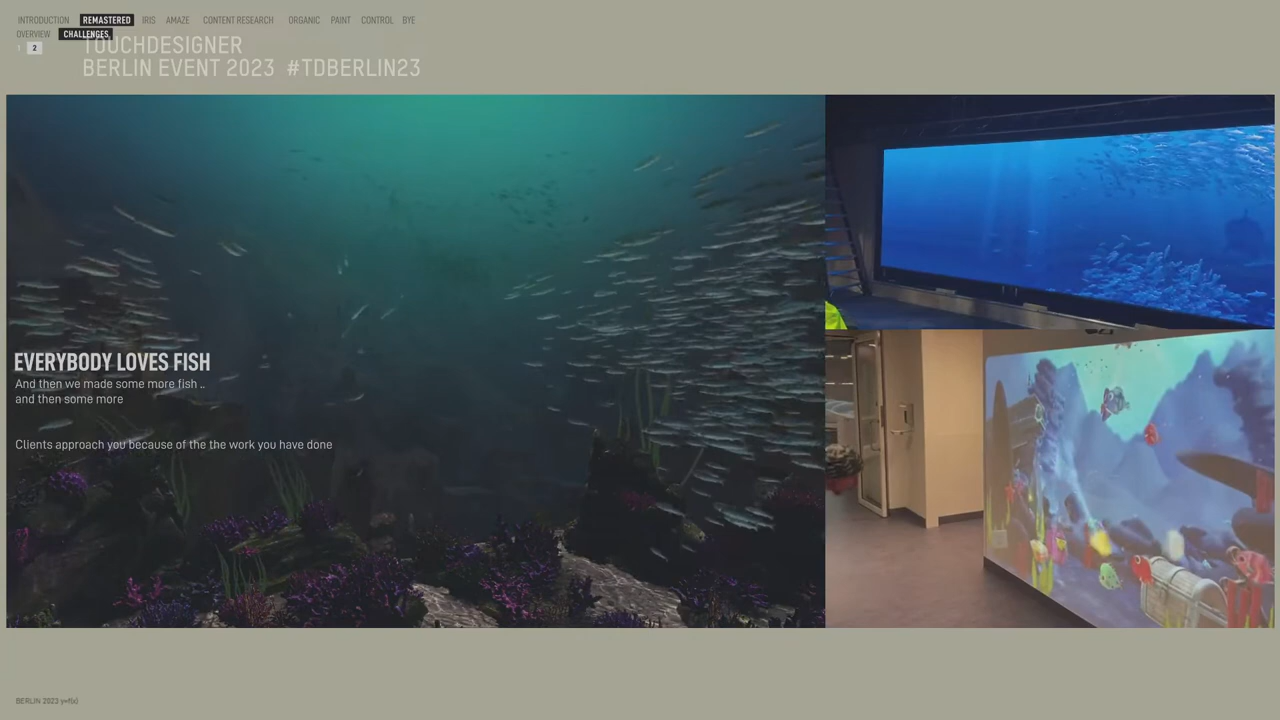 INTRODUCTION REMASTERED IRIS AMAZE CONTENT RESEARCH ORGANIC PAINT CONTROL BYE
OVERVIEW CHALLENGES
1 2
TOUCHDESIGNER
BERLIN EVENT 2023 #TDBERLIN23
EVERYBODY LOVES FISH
And then we made some more fish ..
and then some more
Clients approach you because of the the work you have done
BERLIN 2023 y=f(x)